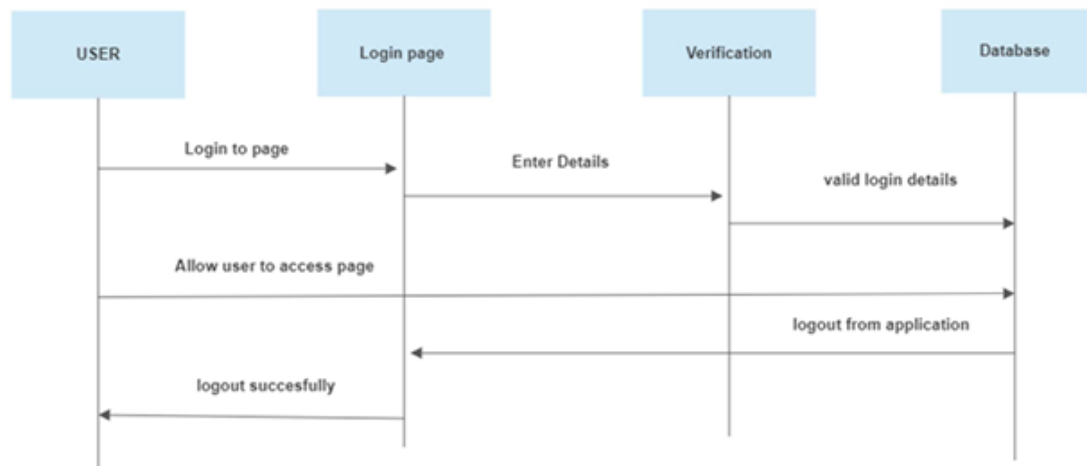 USER
Login page
Verification
Database
Login to page
Enter Details
valid login details
Allow user to access page
logout from application
logout succesfully